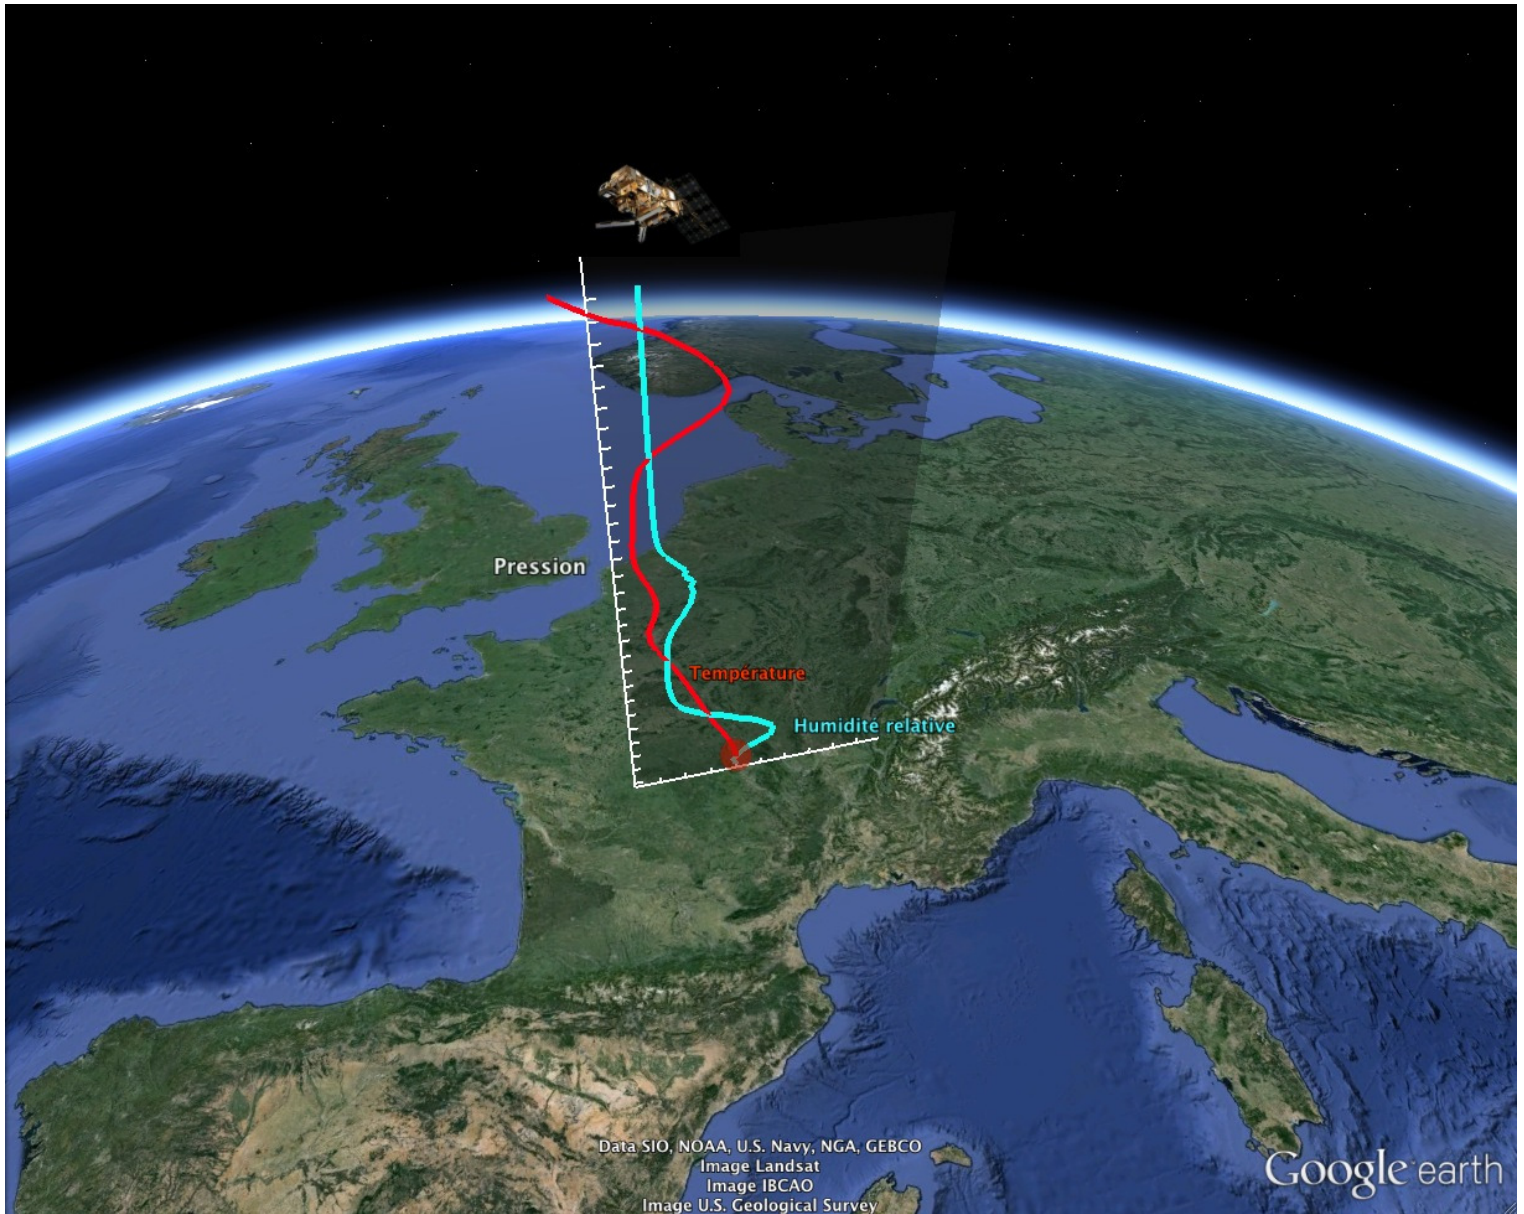 Pression
Température
Humidité relative
Data SIO, NOAA, U.S. Navy, NGA, GEBCO
Image Landsat
Image IBCAO
Image U.S. Geological Survey
Google earth